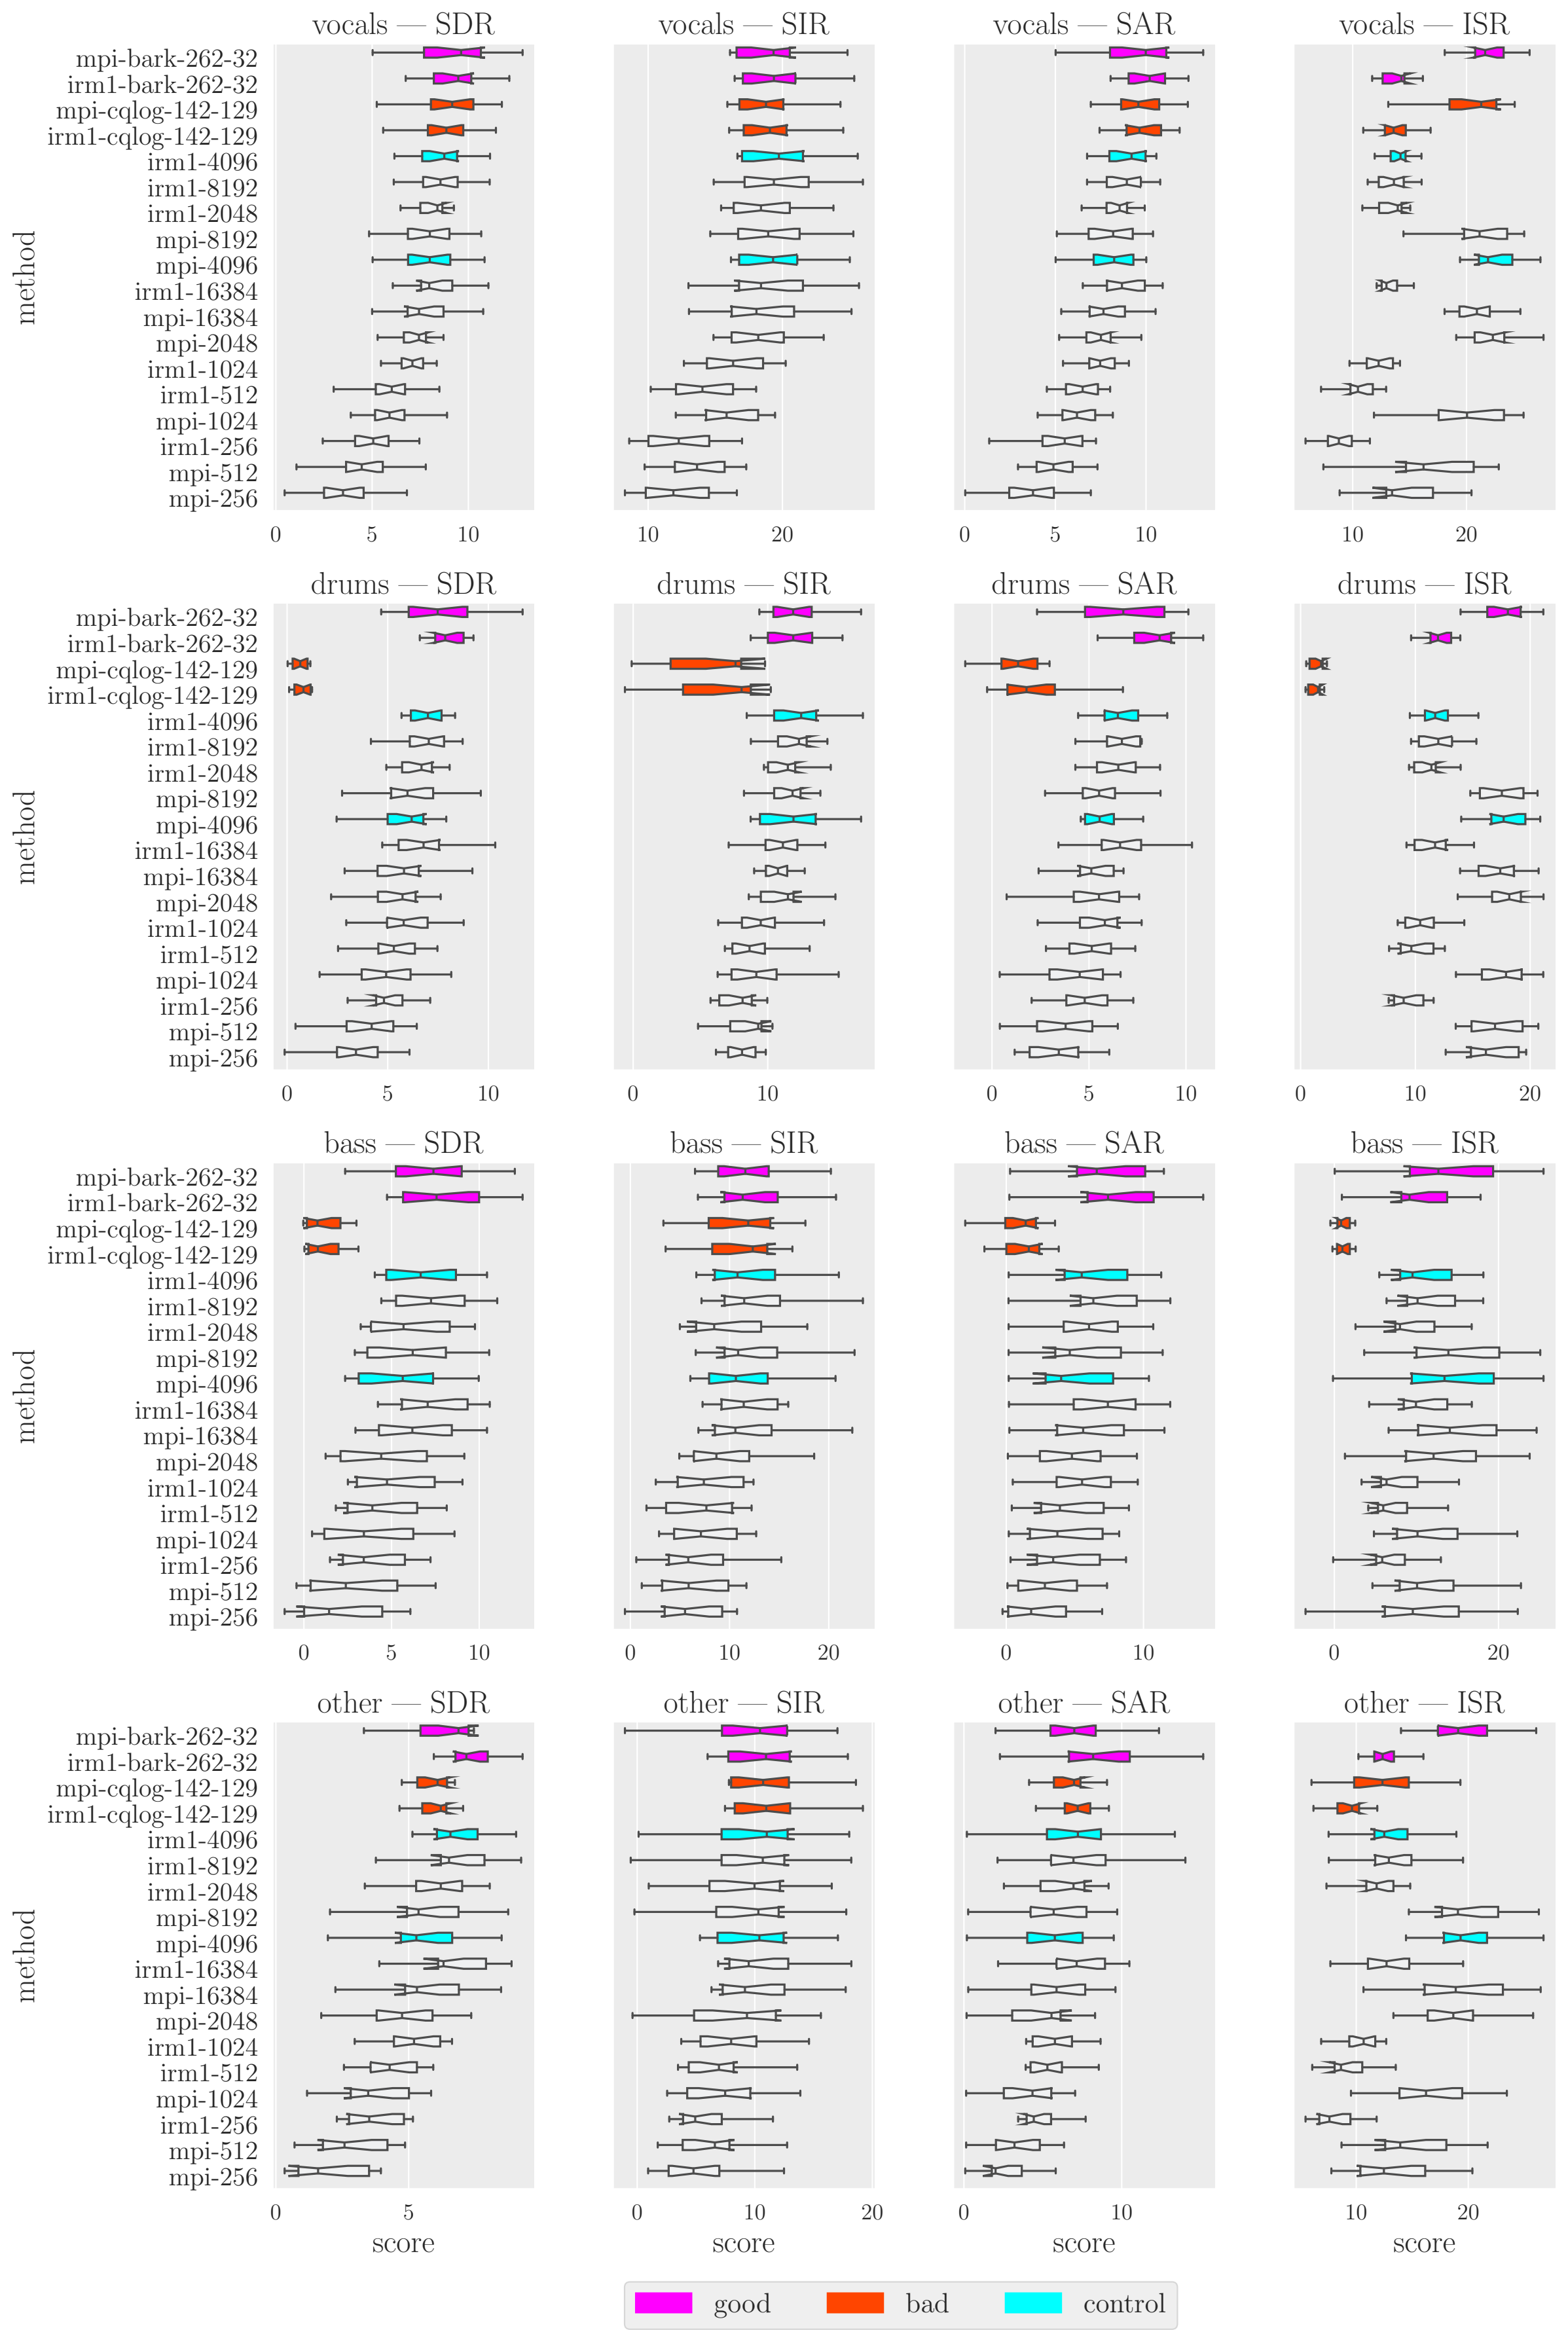 vocals — SDR vocals — SIR vocals — SAR vocals — ISR
method
mpi-bark-262-32
irm1-bark-262-32
mpi-cqlog-142-129
irm1-cqlog-142-129
irm1-4096
irm1-8192
irm1-2048
mpi-8192
mpi-4096
irm1-16384
mpi-16384
mpi-2048
irm1-1024
irm1-512
mpi-1024
irm1-256
mpi-512
mpi-256
0 5 10 10 20 0 5 10 10 20
drums — SDR drums — SIR drums — SAR drums — ISR
method
mpi-bark-262-32
irm1-bark-262-32
mpi-cqlog-142-129
irm1-cqlog-142-129
irm1-4096
irm1-8192
irm1-2048
mpi-8192
mpi-4096
irm1-16384
mpi-16384
mpi-2048
irm1-1024
irm1-512
mpi-1024
irm1-256
mpi-512
mpi-256
0 5 10 0 10 0 5 10 0 10 20
bass — SDR bass — SIR bass — SAR bass — ISR
method
mpi-bark-262-32
irm1-bark-262-32
mpi-cqlog-142-129
irm1-cqlog-142-129
irm1-4096
irm1-8192
irm1-2048
mpi-8192
mpi-4096
irm1-16384
mpi-16384
mpi-2048
irm1-1024
irm1-512
mpi-1024
irm1-256
mpi-512
mpi-256
0 5 10 0 10 20 0 10 0 20
other — SDR other — SIR other — SAR other — ISR
method
mpi-bark-262-32
irm1-bark-262-32
mpi-cqlog-142-129
irm1-cqlog-142-129
irm1-4096
irm1-8192
irm1-2048
mpi-8192
mpi-4096
irm1-16384
mpi-16384
mpi-2048
irm1-1024
irm1-512
mpi-1024
irm1-256
mpi-512
mpi-256
0 5 0 10 20 0 10 10 20
score score score score
good bad control